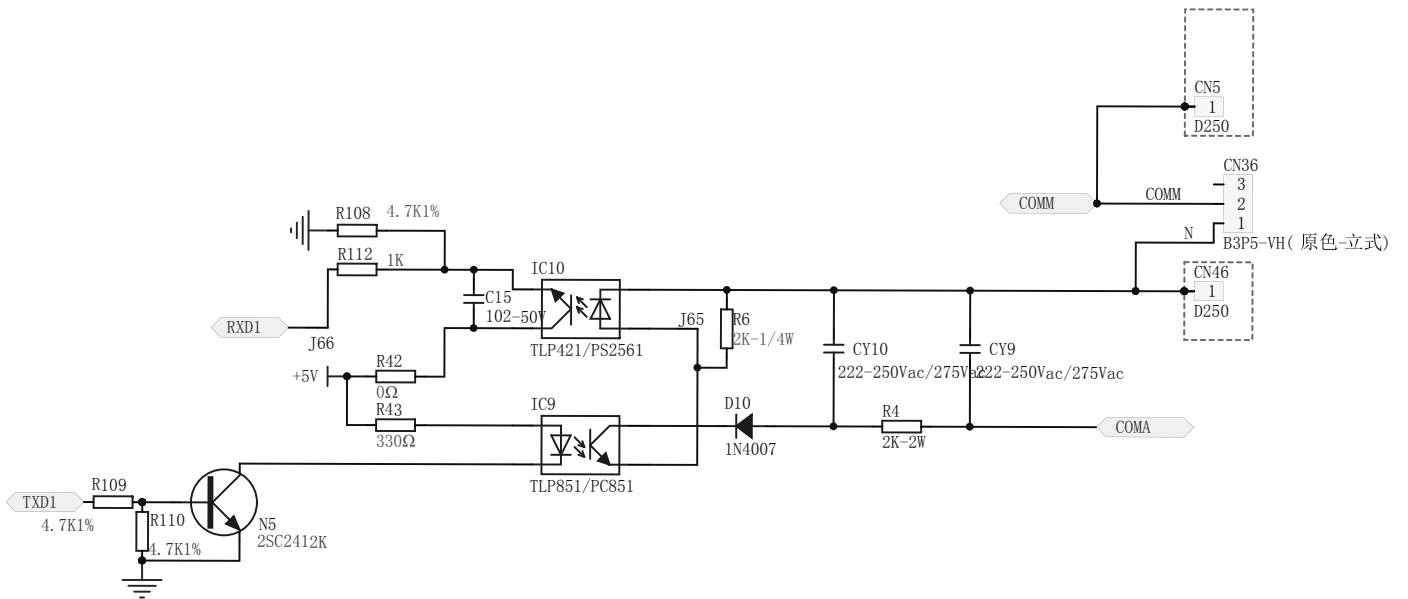 CN5
1
D250
CN36
3
COMM
COMM
2
N
1
B3P5-VH(原色-立式)
R108
4.7K1%
R112
1K
IC10
CN46
1
D250
C15
102-50V
RXD1
J66
J65
R6
2K-1/4W
TLP421/PS2561
CY10
222-250Vac/275Vac
CY9
222-250Vac/275Vac
R42
+5V
0Ω
R43
330Ω
IC9
D10
1N4007
R4
2K-2W
COMA
TLP851/PC851
R109
TXD1
4.7K1%
R110
4.7K1%
N5
2SC2412K